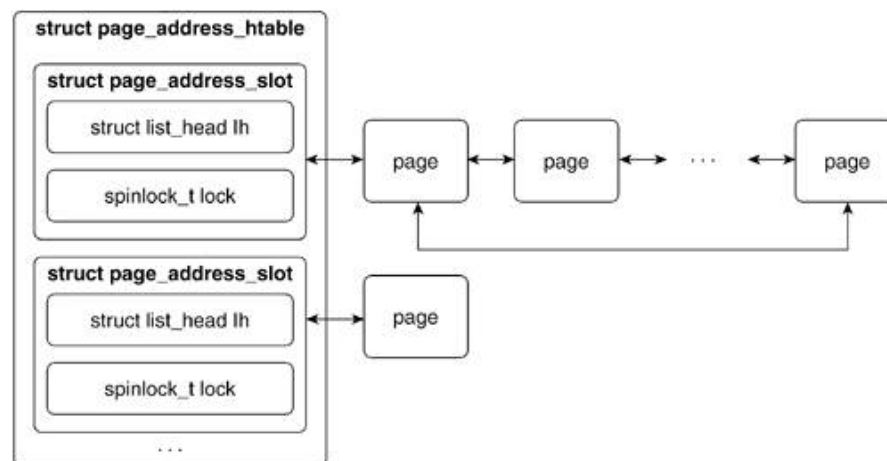 struct page_address_htable
struct page_address_slot
struct list_head lh
spinlock_t lock
page
page
. . .
page
struct page_address_slot
struct list_head lh
spinlock_t lock
page
. . .